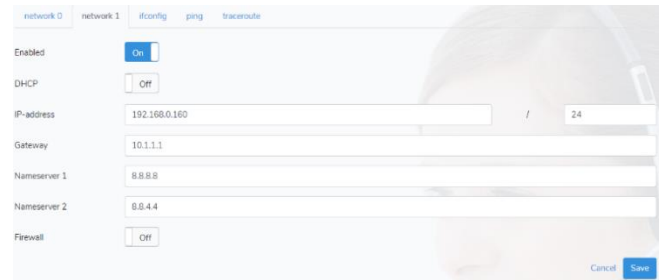 network 0 network 1 ifconfig ping traceroute
Enabled On
DHCP Off
IP-address 192.168.0.160 / 24
Gateway 10.1.1.1
Nameserver 1 8.8.8.8
Nameserver 2 8.8.4.4
Firewall Off
Cancel Save